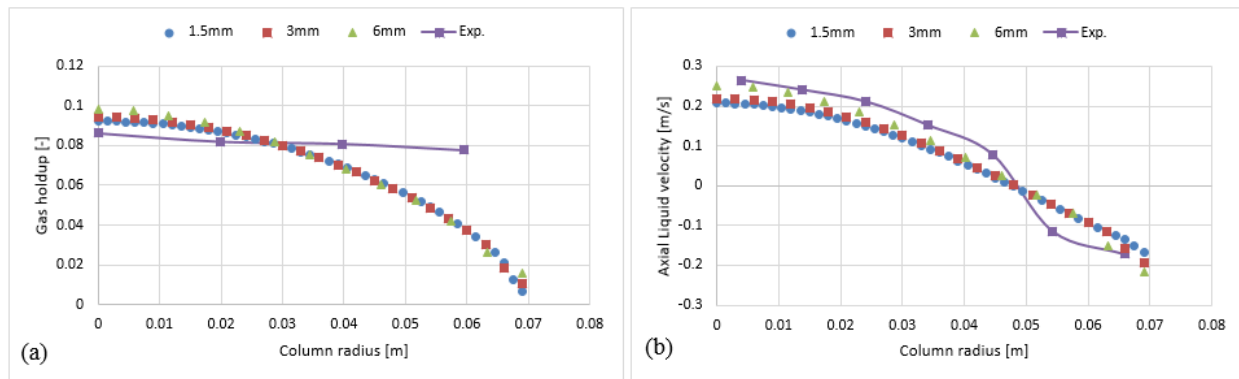 1.5mm 3mm 6mm Exp.
0.12
0.1
0.08
0.06
0.04
0.02
0
Gas holdup [-]
0 0.01 0.02 0.03 0.04 0.05 0.06 0.07 0.08
Column radius [m]
(a)
1.5mm 3mm 6mm Exp.
0.3
0.2
0.1
0
-0.1
-0.2
-0.3
Axial Liquid velocity [m/s]
0 0.01 0.02 0.03 0.04 0.05 0.06 0.07 0.08
Column radius [m]
(b)